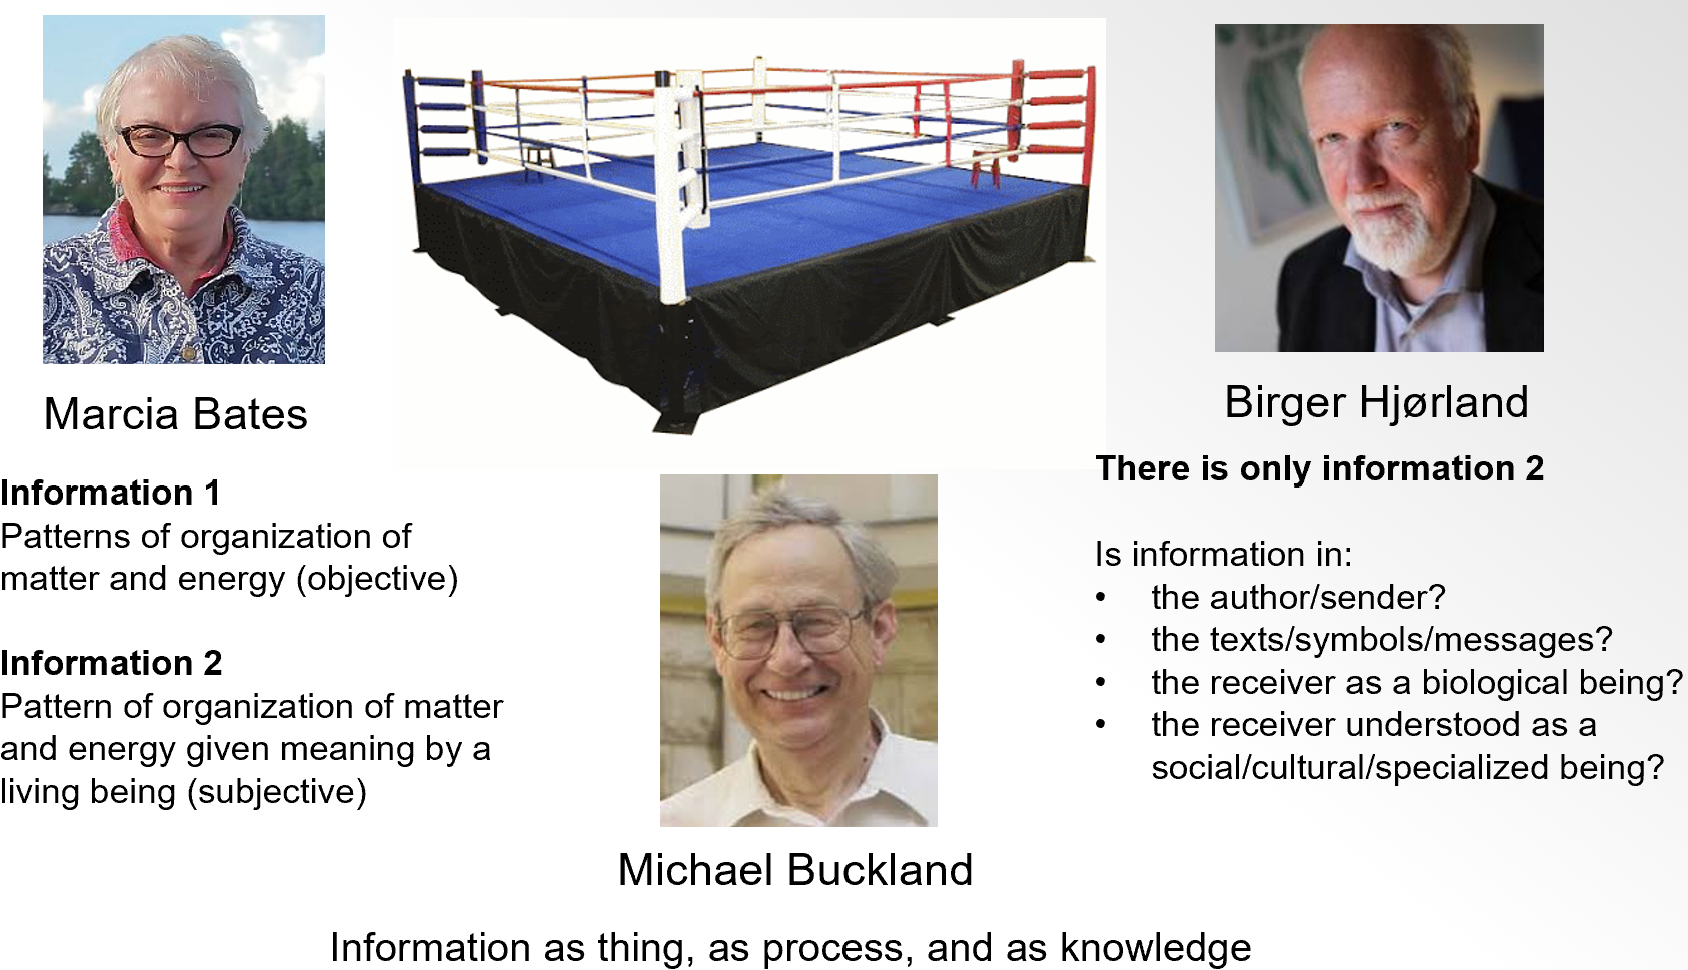 Marcia Bates
Information 1
Patterns of organization of
matter and energy (objective)
Information 2
Pattern of organization of matter
and energy given meaning by a
living being (subjective)
Birger Hjørland
There is only information 2
Is information in:
• the author/sender?
• the texts/symbols/messages?
• the receiver as a biological being?
• the receiver understood as a
social/cultural/specialized being?
Michael Buckland
Information as thing, as process, and as knowledge